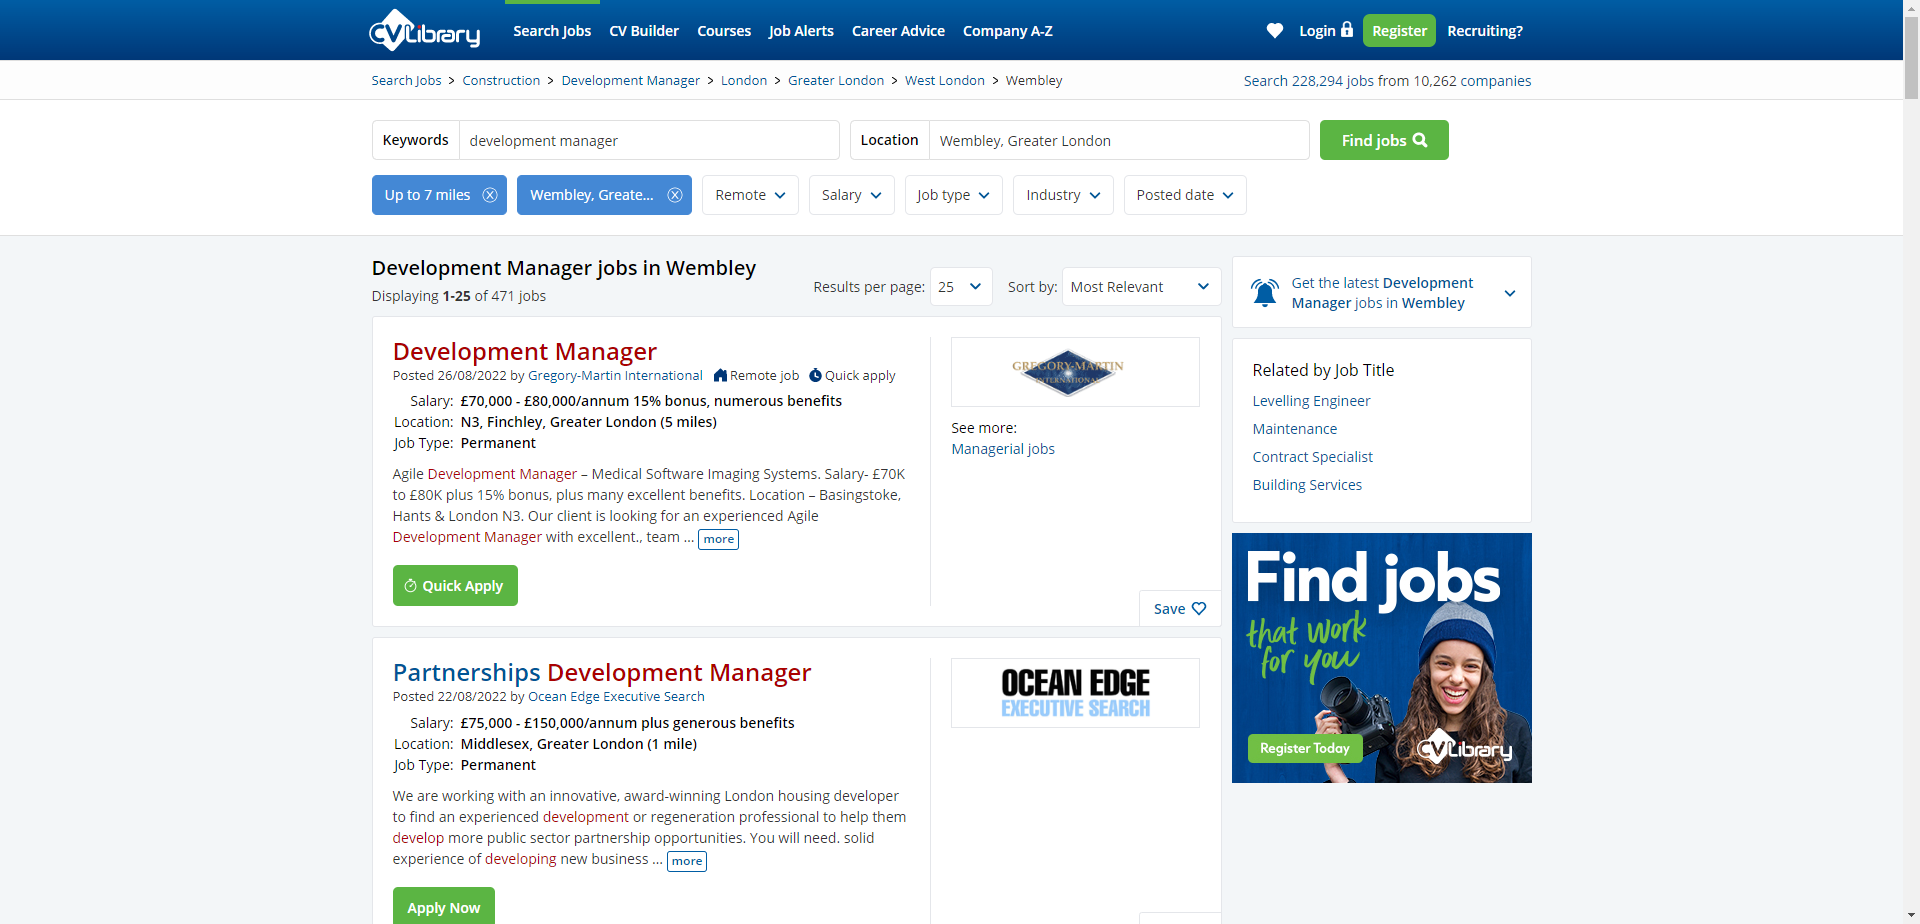 CV Library
Search Jobs
CV Builder
Courses
Job Alerts
Career Advice
Company A-Z
Login
Register
Recruiting?
Search Jobs > Construction > Development Manager > London > Greater London > West London > Wembley
Search 228,294 jobs from 10,262 companies
Keywords
development manager
Location
Wembley, Greater London
Find jobs
Up to 7 miles
Wembley, Greate...
Remote
Salary
Job type
Industry
Posted date
Development Manager jobs in Wembley
Displaying 1-25 of 471 jobs
Results per page: 25
Sort by: Most Relevant
Development Manager
Posted 26/08/2022 by Gregory-Martin International Remote job Quick apply
Salary: £70,000 - £80,000/annum 15% bonus, numerous benefits
Location: N3, Finchley, Greater London (5 miles)
Job Type: Permanent
Agile Development Manager – Medical Software Imaging Systems. Salary- £70K
to £80K plus 15% bonus, plus many excellent benefits. Location – Basingstoke,
Hants & London N3. Our client is looking for an experienced Agile
Development Manager with excellent., team ... more
Quick Apply
GREGORY-MARTIN
INTERNATIONAL
See more:
Managerial jobs
Save
Partnerships Development Manager
Posted 22/08/2022 by Ocean Edge Executive Search
Salary: £75,000 - £150,000/annum plus generous benefits
Location: Middlesex, Greater London (1 mile)
Job Type: Permanent
We are working with an innovative, award-winning London housing developer
to find an experienced development or regeneration professional to help them
develop more public sector partnership opportunities. You will need. solid
experience of developing new business ... more
Apply Now
OCEAN EDGE
EXECUTIVE SEARCH
Get the latest Development
Manager jobs in Wembley
Related by Job Title
Levelling Engineer
Maintenance
Contract Specialist
Building Services
Find jobs
that work
for you
Register Today
CV Library